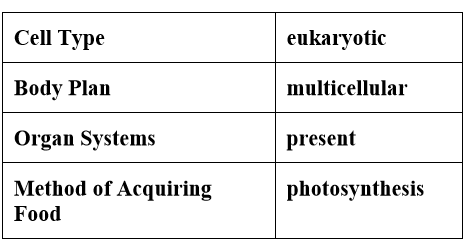 Cell Type eukaryotic
Body Plan multicellular
Organ Systems present
Method of Acquiring photosynthesis
Food